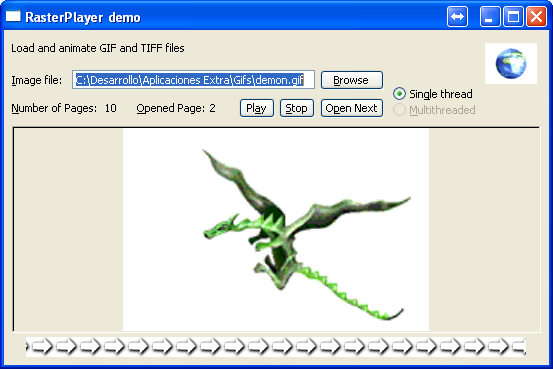 RasterPlayer demo
Load and animate GIF and TIFF files
Image file: C:\Desarrollo\Aplicaciones Extra\Gifs\demon.gif Browse
Single thread
Number of Pages: 10 Opened Page: 2 Play Stop Open Next
Multithreaded